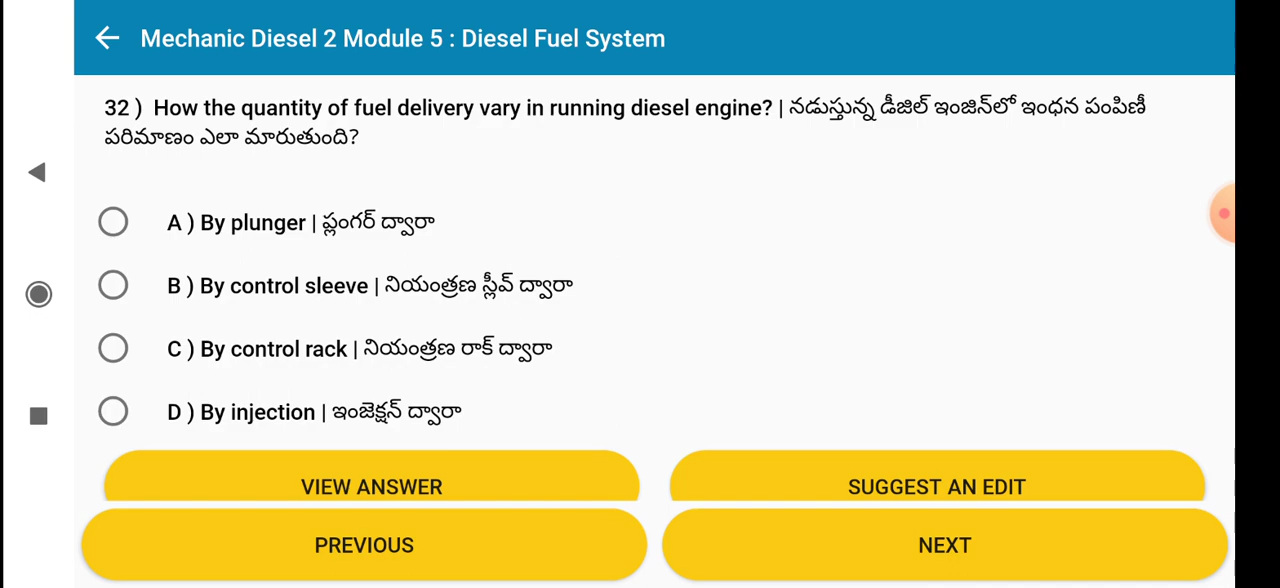 Mechanic Diesel 2 Module 5 : Diesel Fuel System
32 ) How the quantity of fuel delivery vary in running diesel engine? | నడుస్తున్న డీజిల్ ఇంజిన్‌లో ఇంధన పంపిణీ
పరిమాణం ఎలా మారుతుంది?
A ) By plunger | ప్లంగర్ ద్వారా
B ) By control sleeve | నియంత్రణ స్లీవ్ ద్వారా
C ) By control rack | నియంత్రణ రాక్ ద్వారా
D ) By injection | ఇంజెక్షన్ ద్వారా
VIEW ANSWER
SUGGEST AN EDIT
PREVIOUS
NEXT